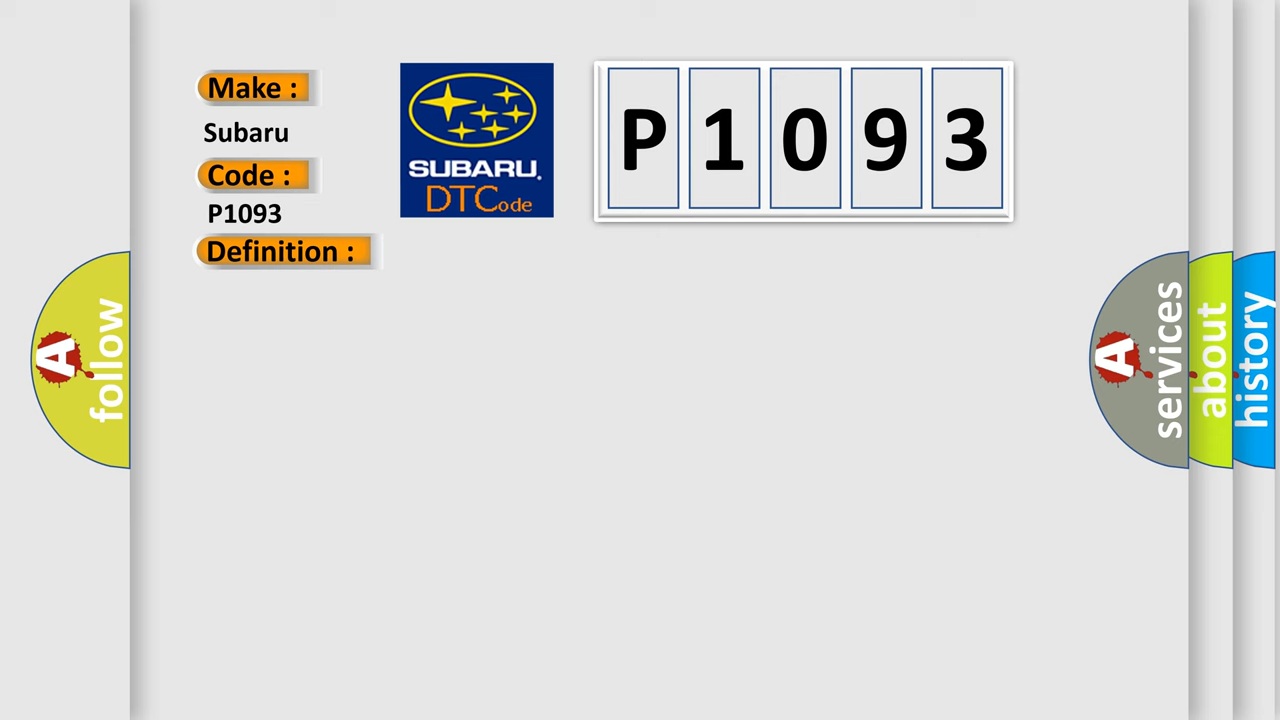 Make :
Subaru
Code :
P1093
Definition :
SUBARU.
DTCode
P 1 0 9 3
A follow
A services
about
history